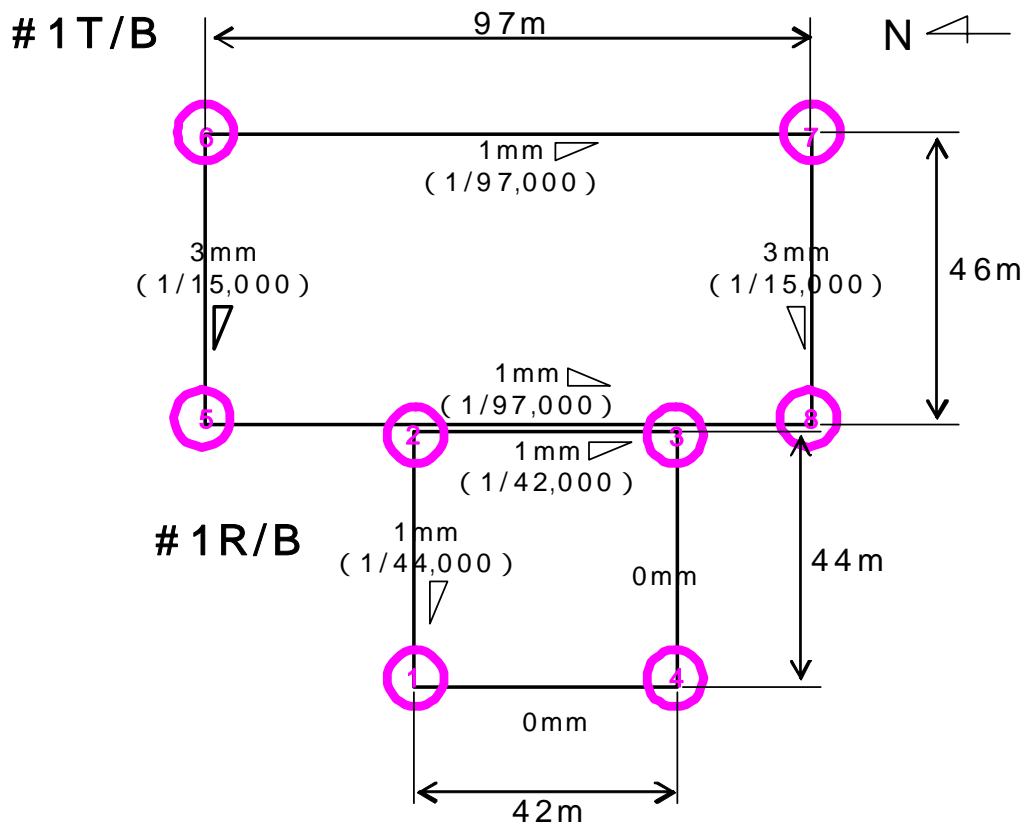 #1T/B
97m
N
6
7
1mm
(1/97,000)
3mm
(1/15,000)
3mm
(1/15,000)
46m
1mm
(1/97,000)
5
8
2
3
1mm
(1/42,000)
#1R/B
1mm
(1/44,000)
0mm
44m
1
4
0mm
42m